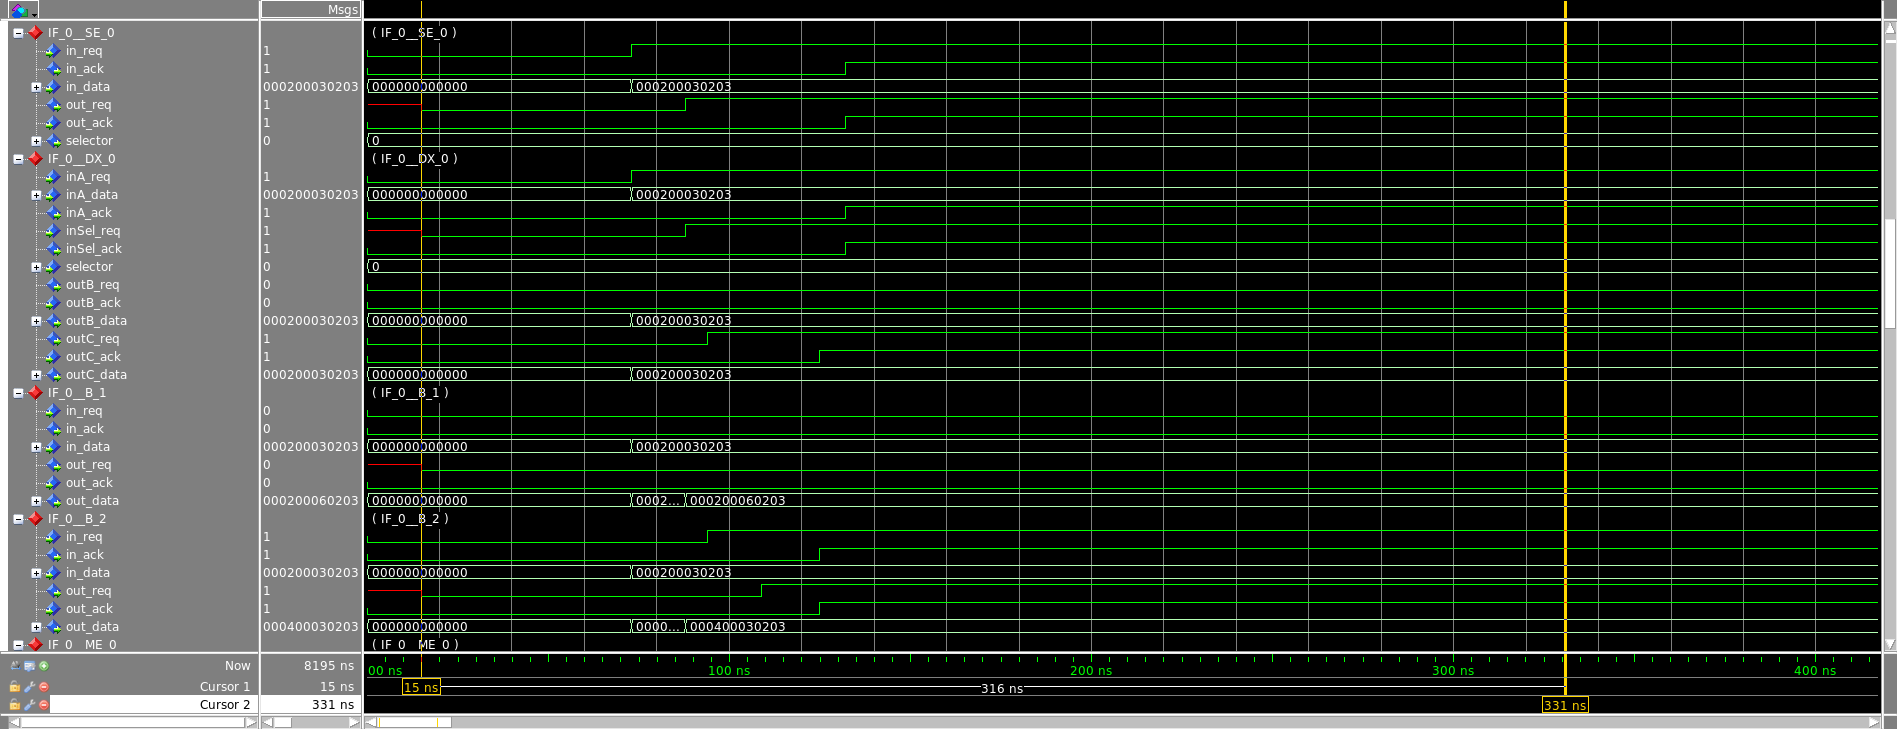 Msgs
IF_0__SE_0 ( IF_0__SE_0 )
in_req 1
in_ack 1
in_data 000200030203 000000000000 000200030203
out_req 1
out_ack 1
selector 0 0
IF_0__DX_0 ( IF_0__DX_0 )
inA_req 1
inA_data 000200030203 000000000000 000200030203
inA_ack 1
inSel_req 1
inSel_ack 1
selector 0 0
outB_req 0
outB_ack 0
outB_data 000200030203 000000000000 000200030203
outC_req 1
outC_ack 1
outC_data 000200030203 000000000000 000200030203
IF_0__B_1 ( IF_0__B_1 )
in_req 0
in_ack 0
in_data 000200030203 000000000000 000200030203
out_req 0
out_ack 0
out_data 000200060203 000000000000 0002... 000200060203
IF_0__B_2 ( IF_0__B_2 )
in_req 1
in_ack 1
in_data 000200030203 000000000000 000200030203
out_req 1
out_ack 1
out_data 000400030203 000000000000 0000... 000400030203
IF_0__ME_0 ( IF_0__ME_0 )
Now 8195 ns 00 ns 100 ns 200 ns 300 ns 400 ns
Cursor 1 15 ns 15 ns 316 ns
Cursor 2 331 ns 331 ns